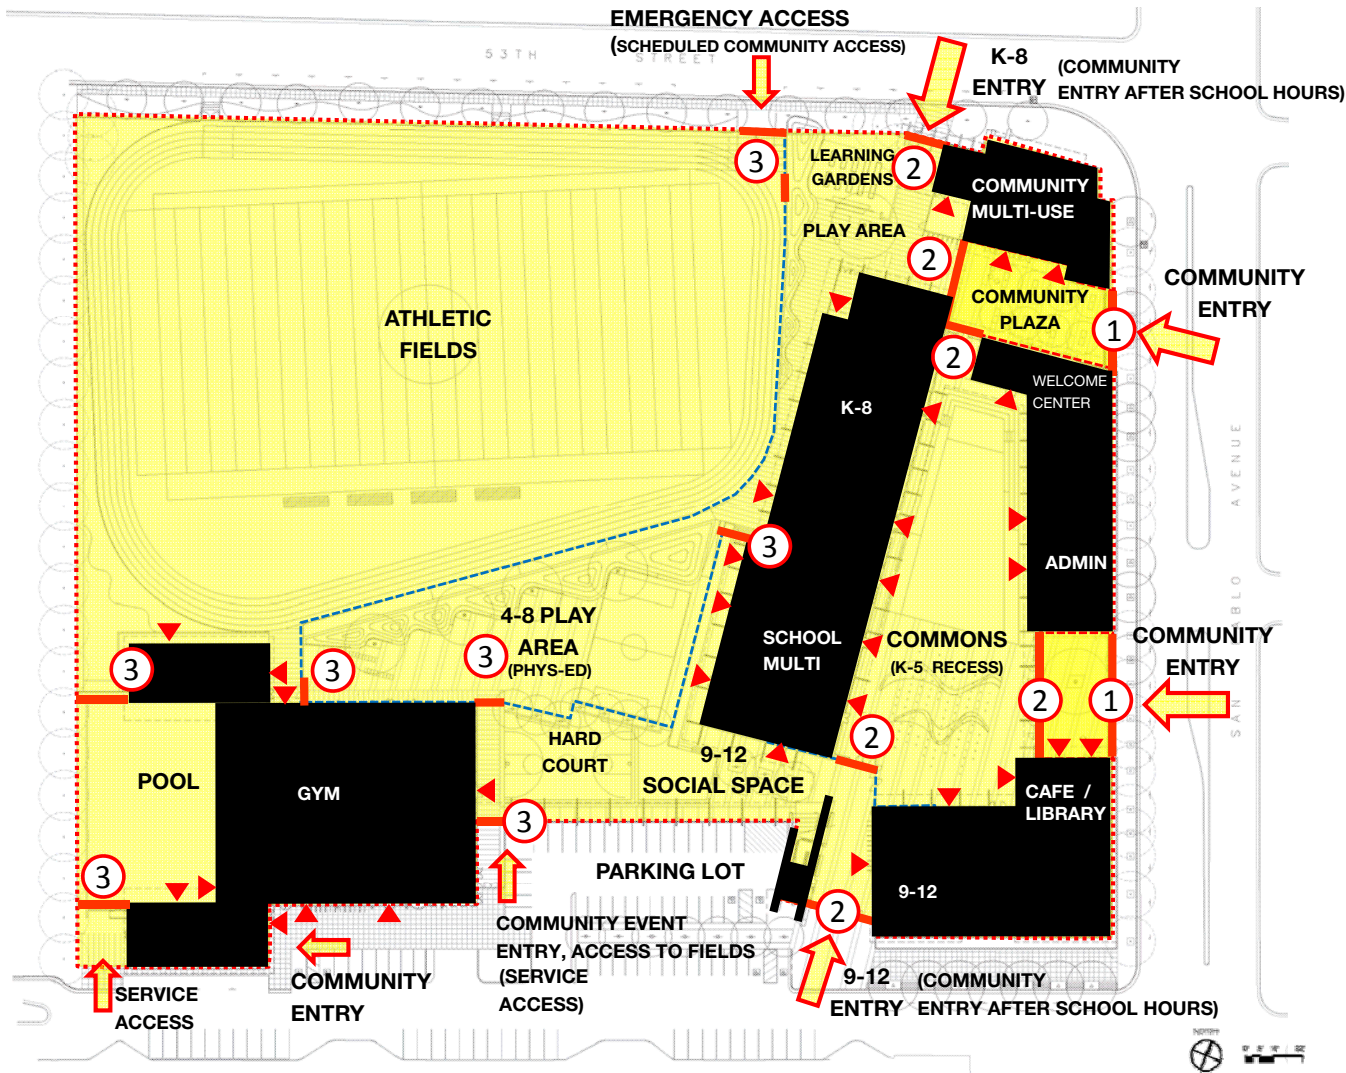 EMERGENCY ACCESS
(SCHEDULED COMMUNITY ACCESS)
53TH STREET
K-8
ENTRY
(COMMUNITY
ENTRY AFTER SCHOOL HOURS)
3
LEARNING
GARDENS
2
COMMUNITY
MULTI-USE
PLAY AREA
2
COMMUNITY
PLAZA
1
COMMUNITY
ENTRY
ATHLETIC
FIELDS
2
WELCOME
CENTER
K-8
SAN PABLO AVENUE
3
ADMIN
4-8 PLAY
AREA
(PHYS-ED)
3
SCHOOL
MULTI
COMMONS
(K-5 RECESS)
COMMUNITY
ENTRY
3
3
2
1
2
HARD
COURT
9-12
SOCIAL SPACE
POOL
GYM
CAFE /
LIBRARY
3
3
PARKING LOT
9-12
2
COMMUNITY EVENT
ENTRY, ACCESS TO FIELDS
(SERVICE
ACCESS)
COMMUNITY
ENTRY
SERVICE
ACCESS
9-12
ENTRY
(COMMUNITY
ENTRY AFTER SCHOOL HOURS)